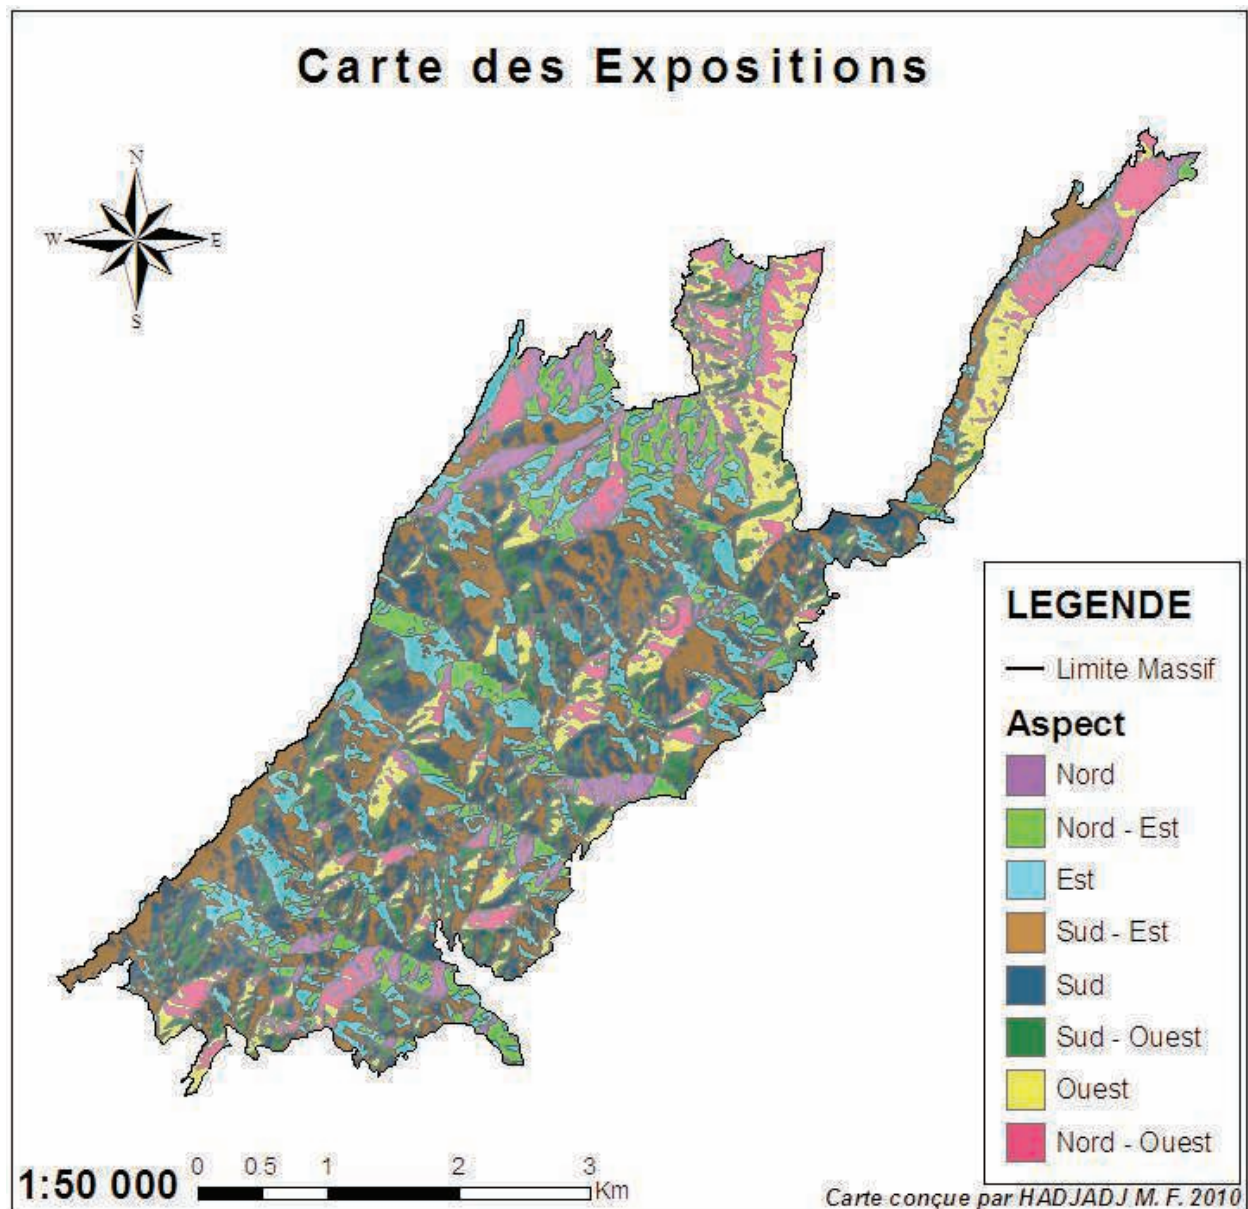 Carte des Expositions
N
W
E
S
LEGENDE
Limite Massif
Aspect
Nord
Nord - Est
Est
Sud - Est
Sud
Sud - Ouest
Ouest
Nord - Ouest
1:50 000
0 0.5 1 2 3
Km
Carte conçue par HADJADJ M. F. 2010